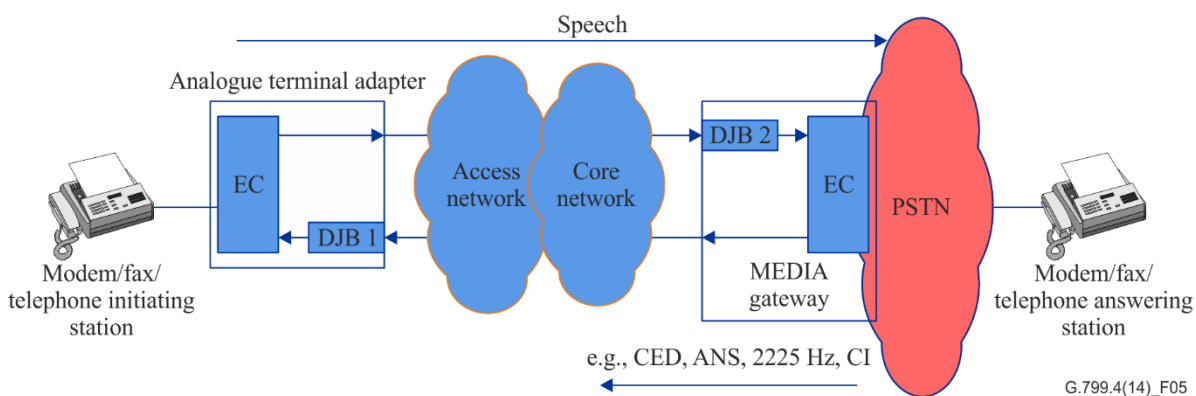 Speech
Analogue terminal adapter
EC
DJB 1
Access
network
Core
network
DJB 2
EC
MEDIA
gateway
PSTN
Modem/fax/
telephone initiating
station
Modem/fax/
telephone answering
station
e.g., CED, ANS, 2225 Hz, CI
G.799.4(14)_F05